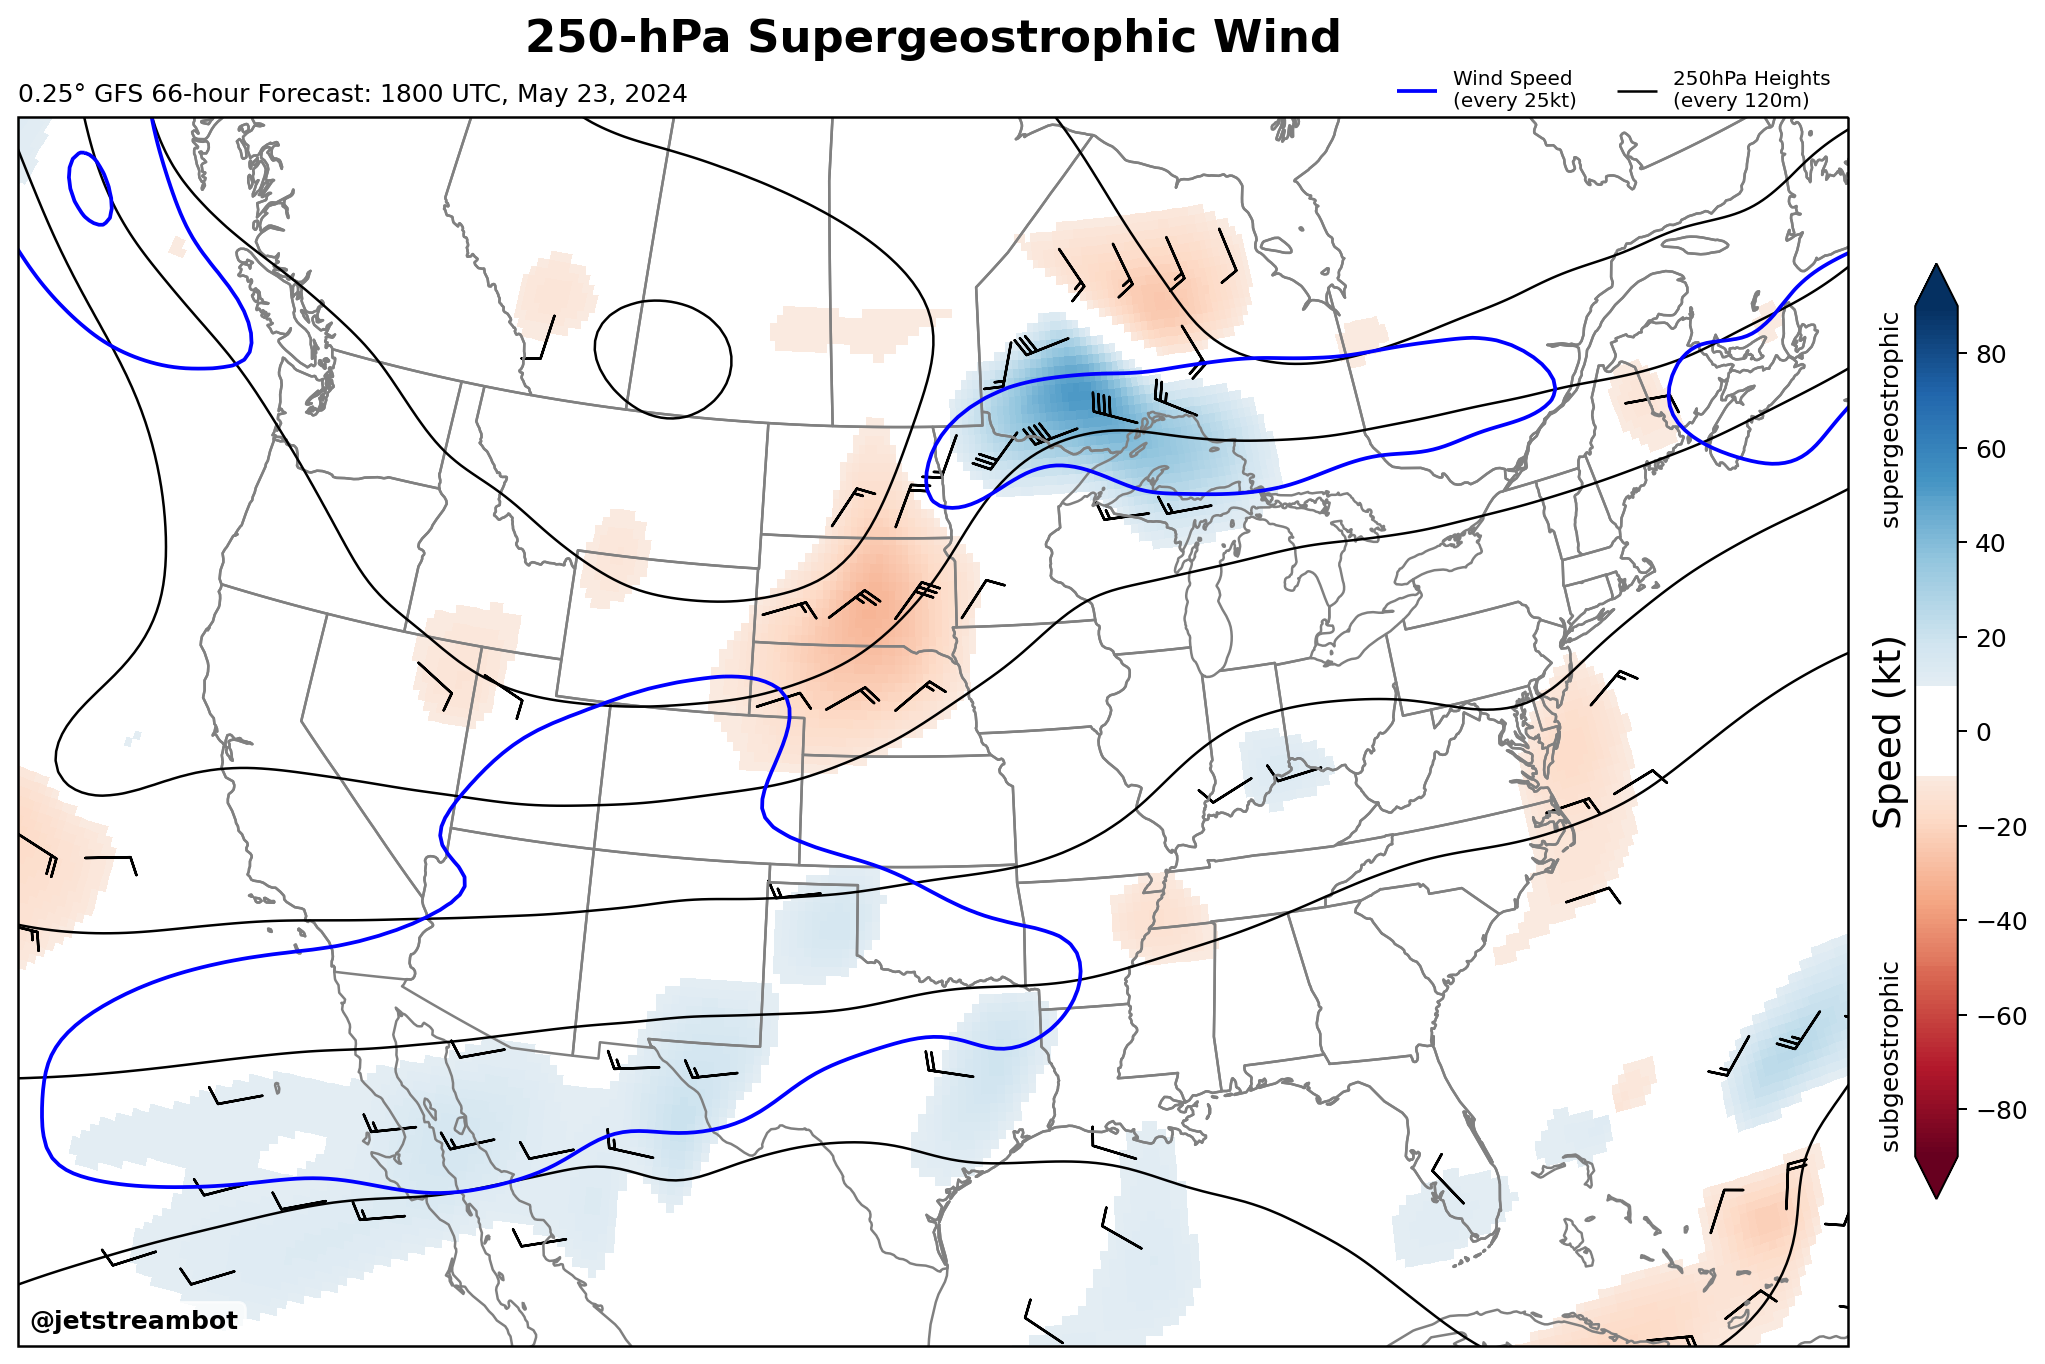 250-hPa Supergeostrophic Wind
0.25° GFS 66-hour Forecast: 1800 UTC, May 23, 2024
Wind Speed
(every 25kt)
250hPa Heights
(every 120m)
supergeostrophic
Speed (kt)
subgeostrophic
80
60
40
20
0
−20
−40
−60
−80
@jetstreambot